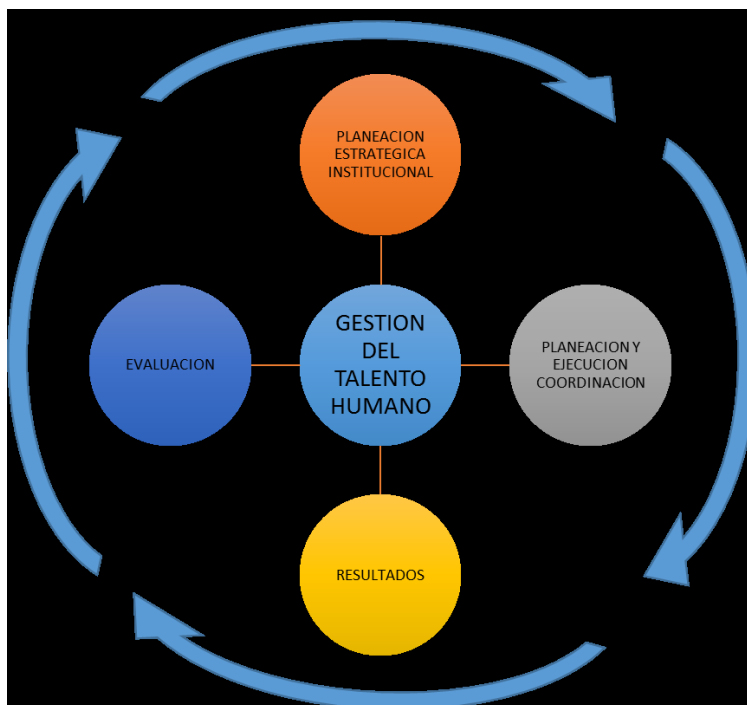 PLANEACION
ESTRATEGICA
INSTITUCIONAL
EVALUACION
GESTION
DEL
TALENTO
HUMANO
PLANEACION Y
EJECUCION
COORDINACION
RESULTADOS